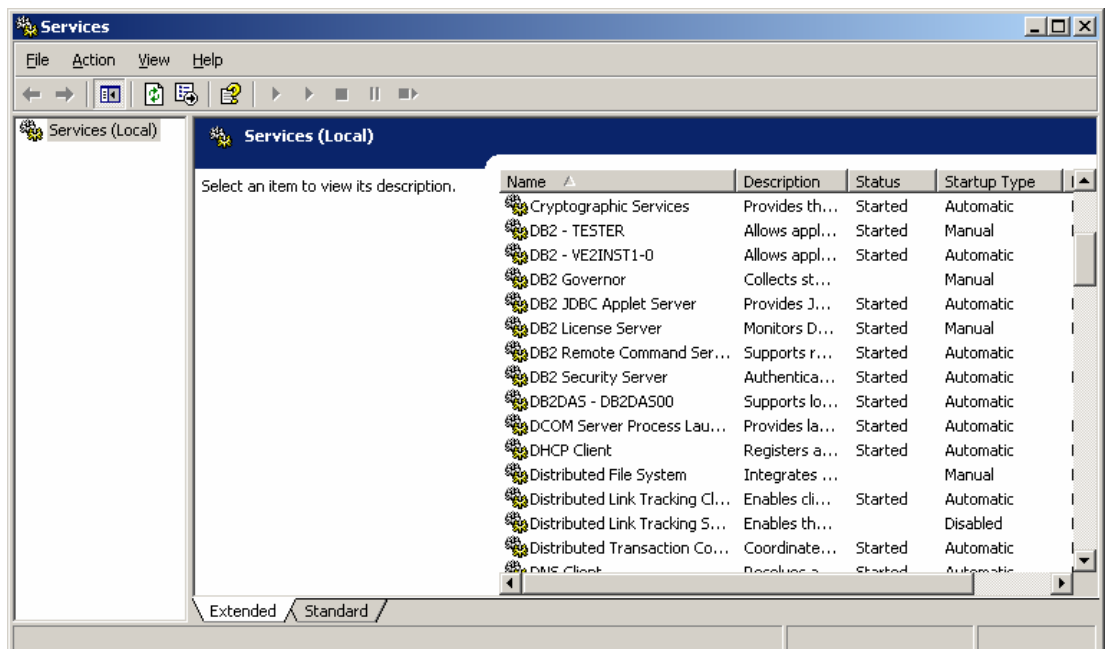 Services
File Action View Help
Services (Local)
Services (Local)
Select an item to view its description.
Name Description Status Startup Type
Cryptographic Services Provides th... Started Automatic
DB2 - TESTER Allows appl... Started Manual
DB2 - VE2INST1-0 Allows appl... Started Automatic
DB2 Governor Collects st... Manual
DB2 JDBC Applet Server Provides J... Started Automatic
DB2 License Server Monitors D... Started Manual
DB2 Remote Command Ser... Supports r... Started Automatic
DB2 Security Server Authentica... Started Automatic
DB2DAS - DB2DAS00 Supports lo... Started Automatic
DCOM Server Process Lau... Provides la... Started Automatic
DHCP Client Registers a... Started Automatic
Distributed File System Integrates ... Manual
Distributed Link Tracking Cl... Enables cli... Started Automatic
Distributed Link Tracking S... Enables th... Disabled
Distributed Transaction Co... Coordinate... Started Automatic
DNS Client Resolves a Started Automatic
Extended Standard